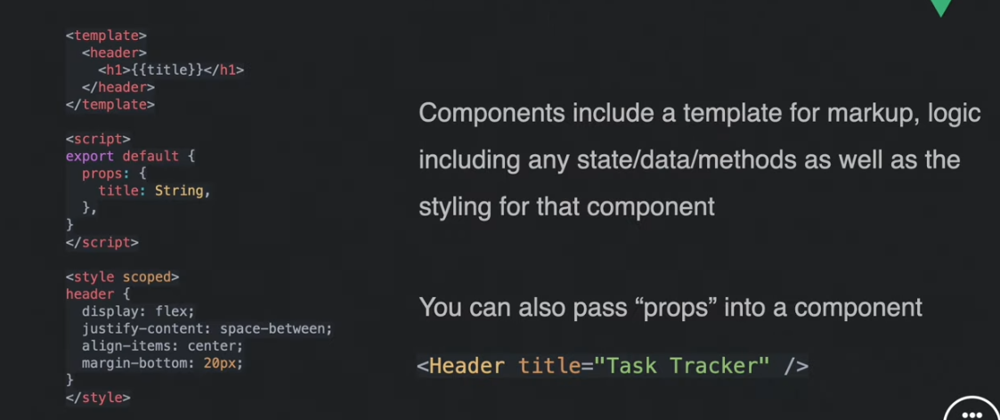 <template>
  <header>
    <h1>{{title}}</h1>
  </header>
</template>

<script>
export default {
  props: {
    title: String,
  },
}
</script>

<style scoped>
header {
  display: flex;
  justify-content: space-between;
  align-items: center;
  margin-bottom: 20px;
}
</style>

Components include a template for markup, logic
including any state/data/methods as well as the
styling for that component

You can also pass “props” into a component
<Header title="Task Tracker" />